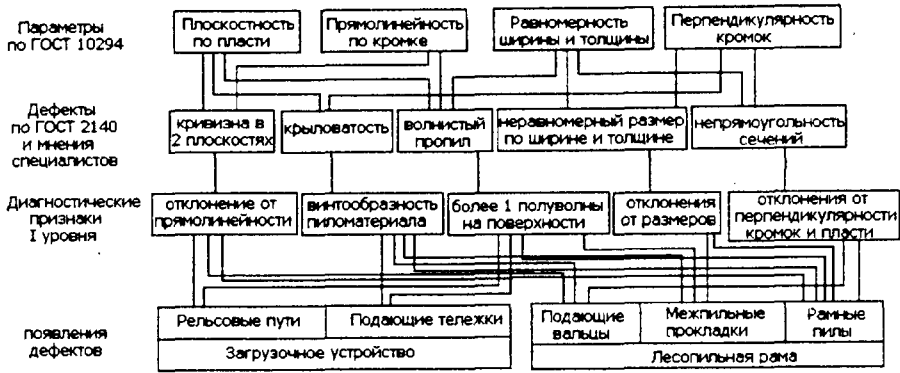 Параметры
по ГОСТ 10294
Плоскостность
по пласти
Прямолинейность
по кромке
Равномерность
ширины и толщины
Перпендикулярность
кромок
Дефекты
по ГОСТ 2140
и мнения
специалистов
кривизна в
2 плоскостях
крыловатость
волнистый
пропил
неравномерный размер
по ширине и толщине
непрямоугольность
сечений
Диагностические
признаки
I уровня
отклонение от
прямолинейности
винтообразность
пиломатериала
более 1 полуволны
на поверхности
отклонения
от размеров
отклонения от
перпендикулярности
кромок и пласти
появления
дефектов
Рельсовые пути
Подающие тележки
Загрузочное устройство
Подающие
вальцы
Межпильные
прокладки
Рамные
пилы
Лесопильная рама